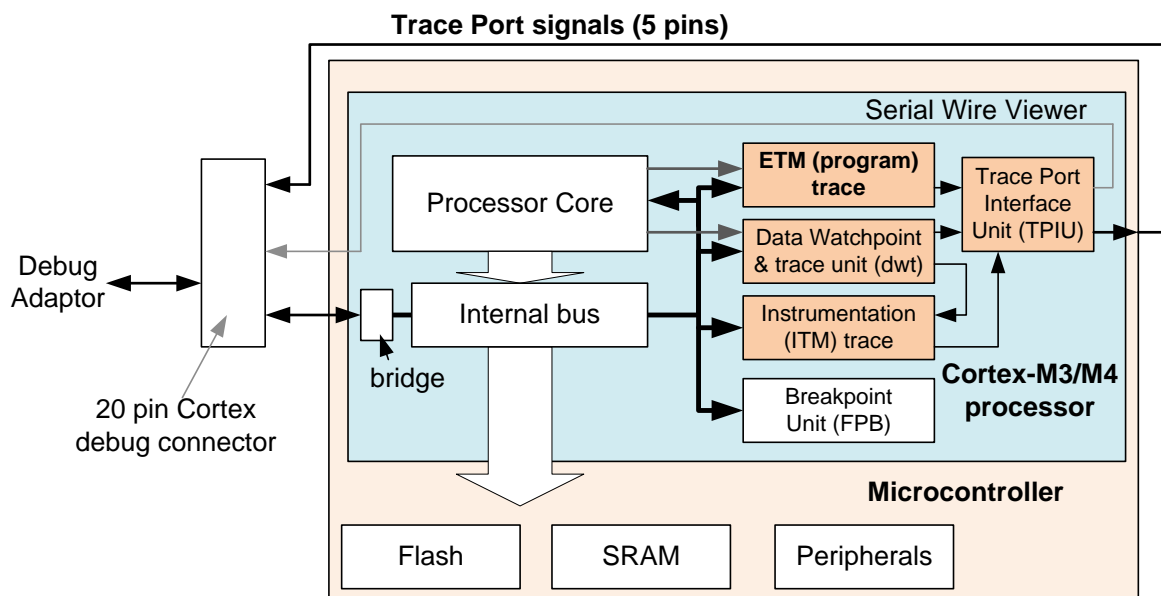 Trace Port signals (5 pins)
Serial Wire Viewer
ETM (program)
trace
Trace Port
Interface
Unit (TPIU)
Processor Core
Data Watchpoint
& trace unit (dwt)
Debug
Adaptor
Internal bus
Instrumentation
(ITM) trace
bridge
Cortex-M3/M4
processor
20 pin Cortex
debug connector
Breakpoint
Unit (FPB)
Microcontroller
Flash
SRAM
Peripherals